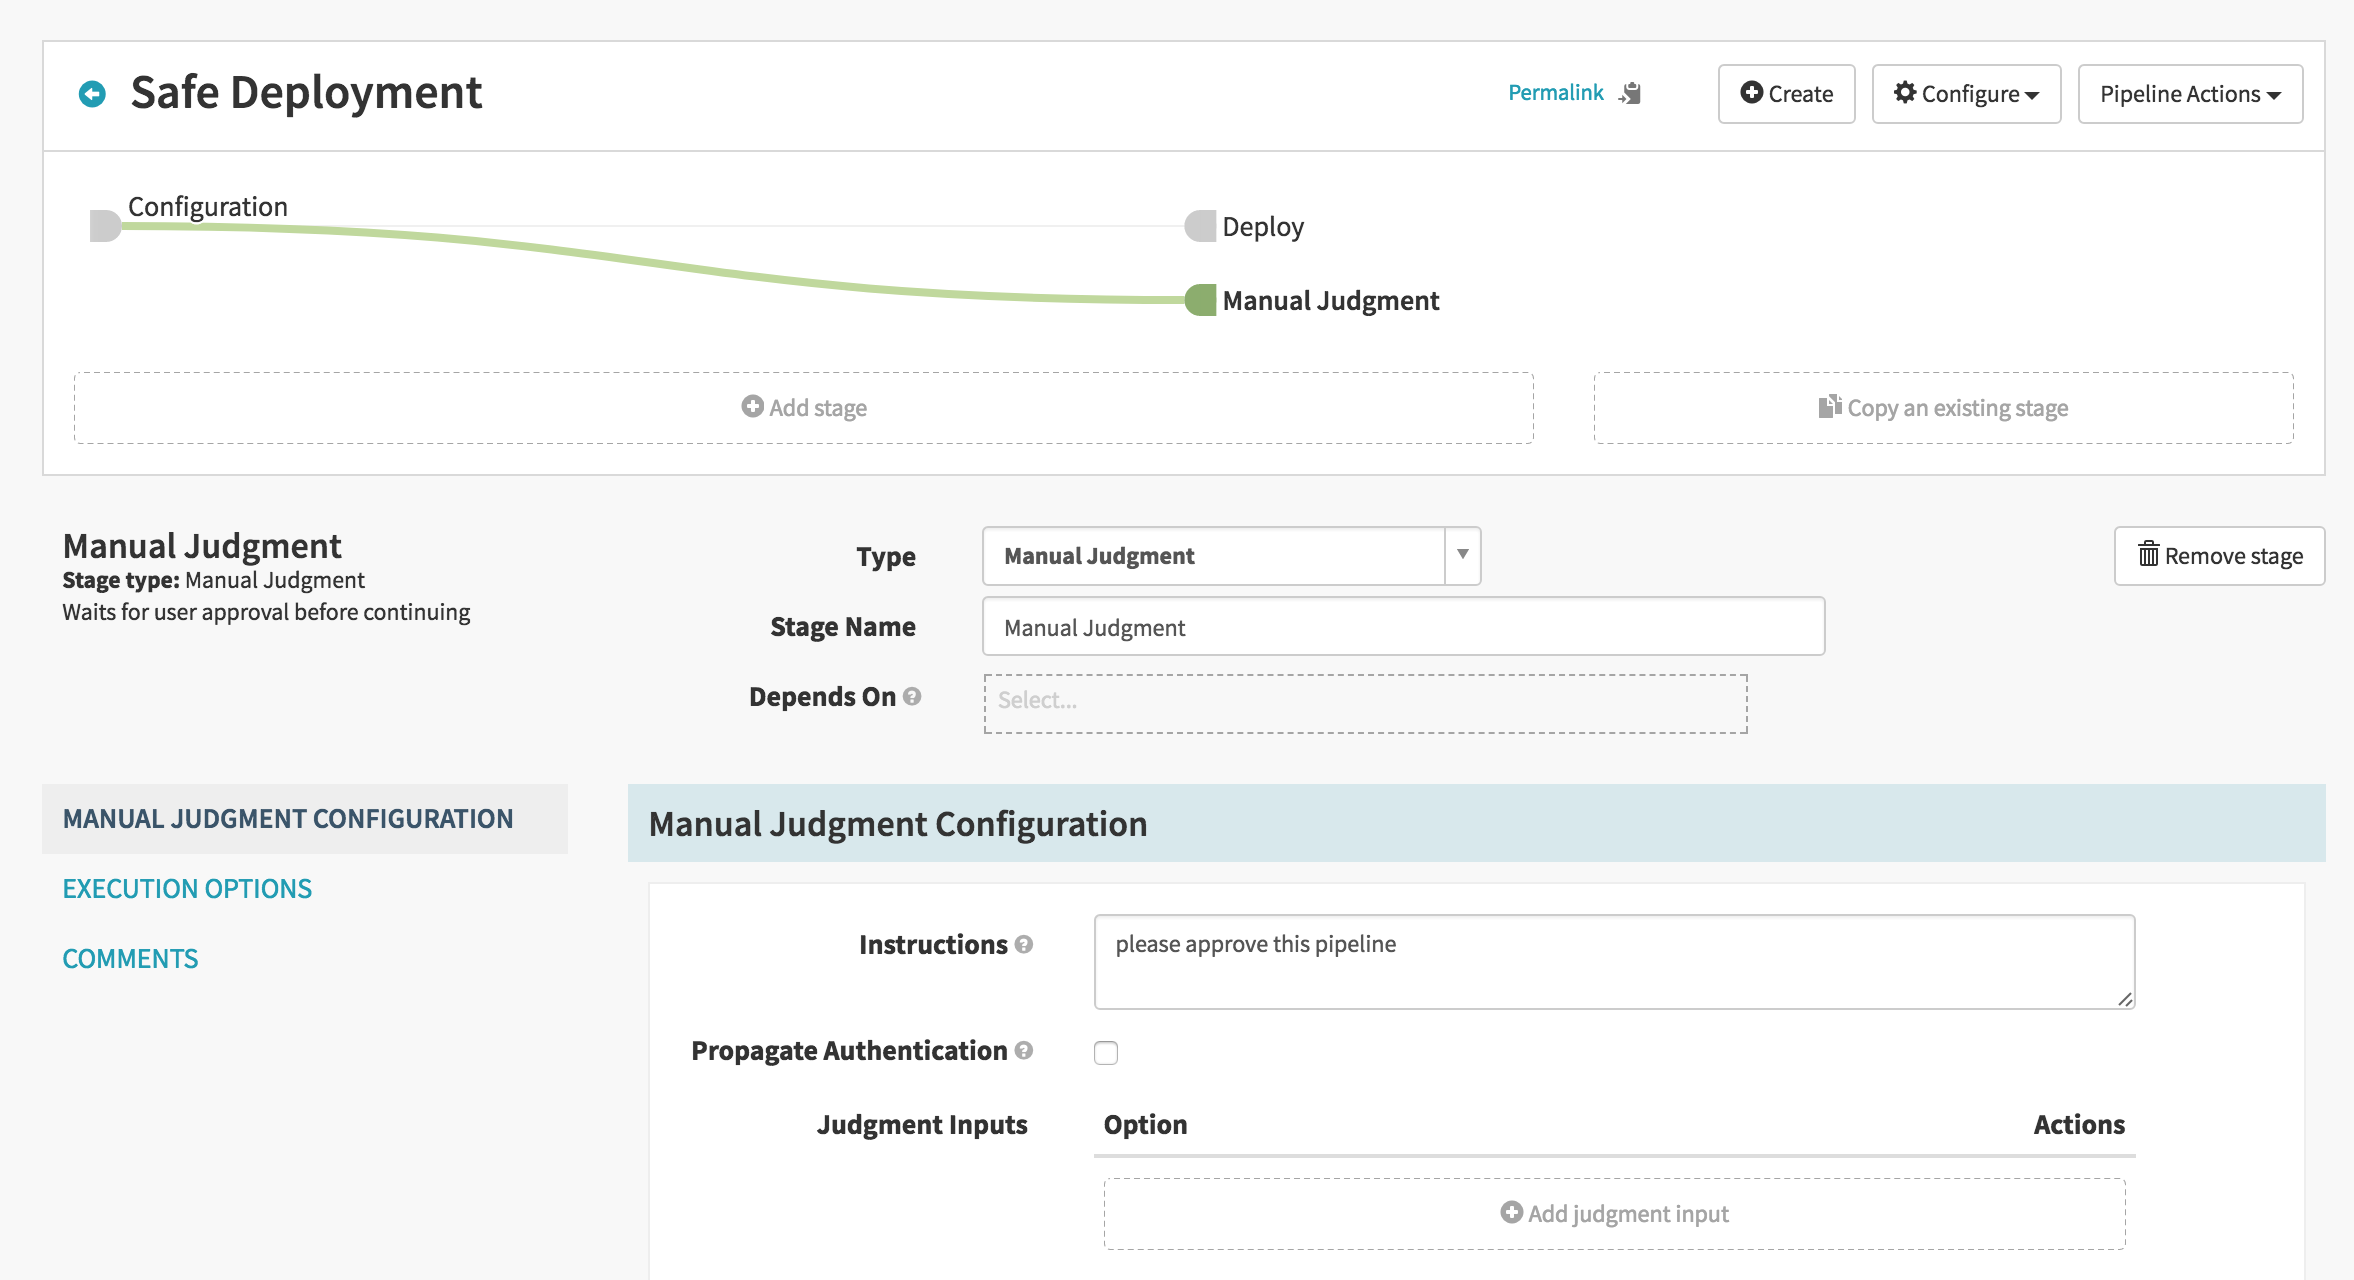 Safe Deployment
Permalink
Create
Configure
Pipeline Actions
Configuration
Deploy
Manual Judgment
Add stage
Copy an existing stage
Manual Judgment
Stage type: Manual Judgment
Waits for user approval before continuing
Type
Manual Judgment
Remove stage
Stage Name
Manual Judgment
Depends On
Select...
MANUAL JUDGMENT CONFIGURATION
EXECUTION OPTIONS
COMMENTS
Manual Judgment Configuration
Instructions
please approve this pipeline
Propagate Authentication
Judgment Inputs
Option
Actions
Add judgment input